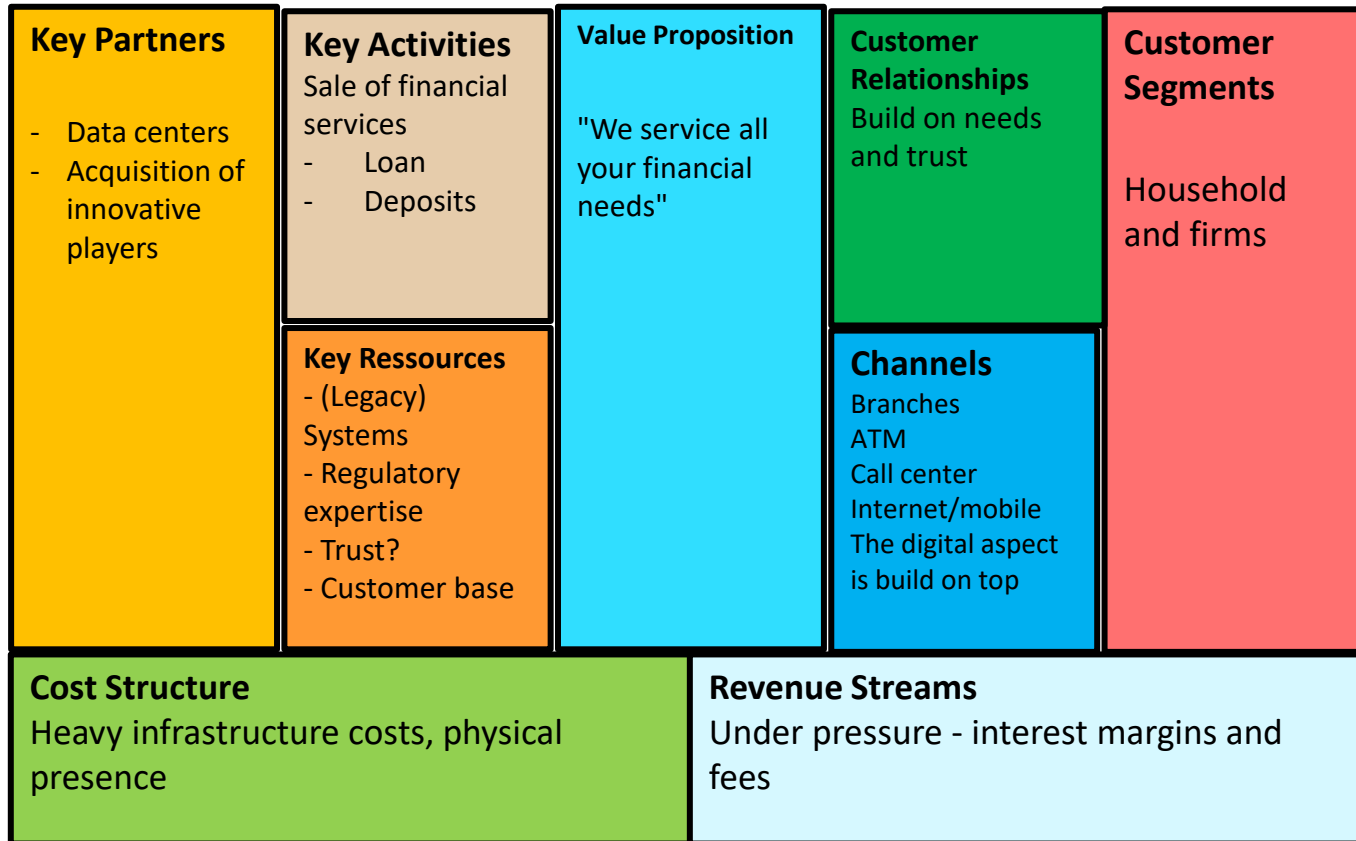 Key Partners
- Data centers
- Acquisition of
innovative
players
Key Activities
Sale of financial
services
- Loan
- Deposits
Key Ressources
- (Legacy)
Systems
- Regulatory
expertise
- Trust?
- Customer base
Value Proposition
"We service all
your financial
needs"
Customer
Relationships
Build on needs
and trust
Channels
Branches
ATM
Call center
Internet/mobile
The digital aspect
is build on top
Customer
Segments
Household
and firms
Cost Structure
Heavy infrastructure costs, physical
presence
Revenue Streams
Under pressure - interest margins and
fees